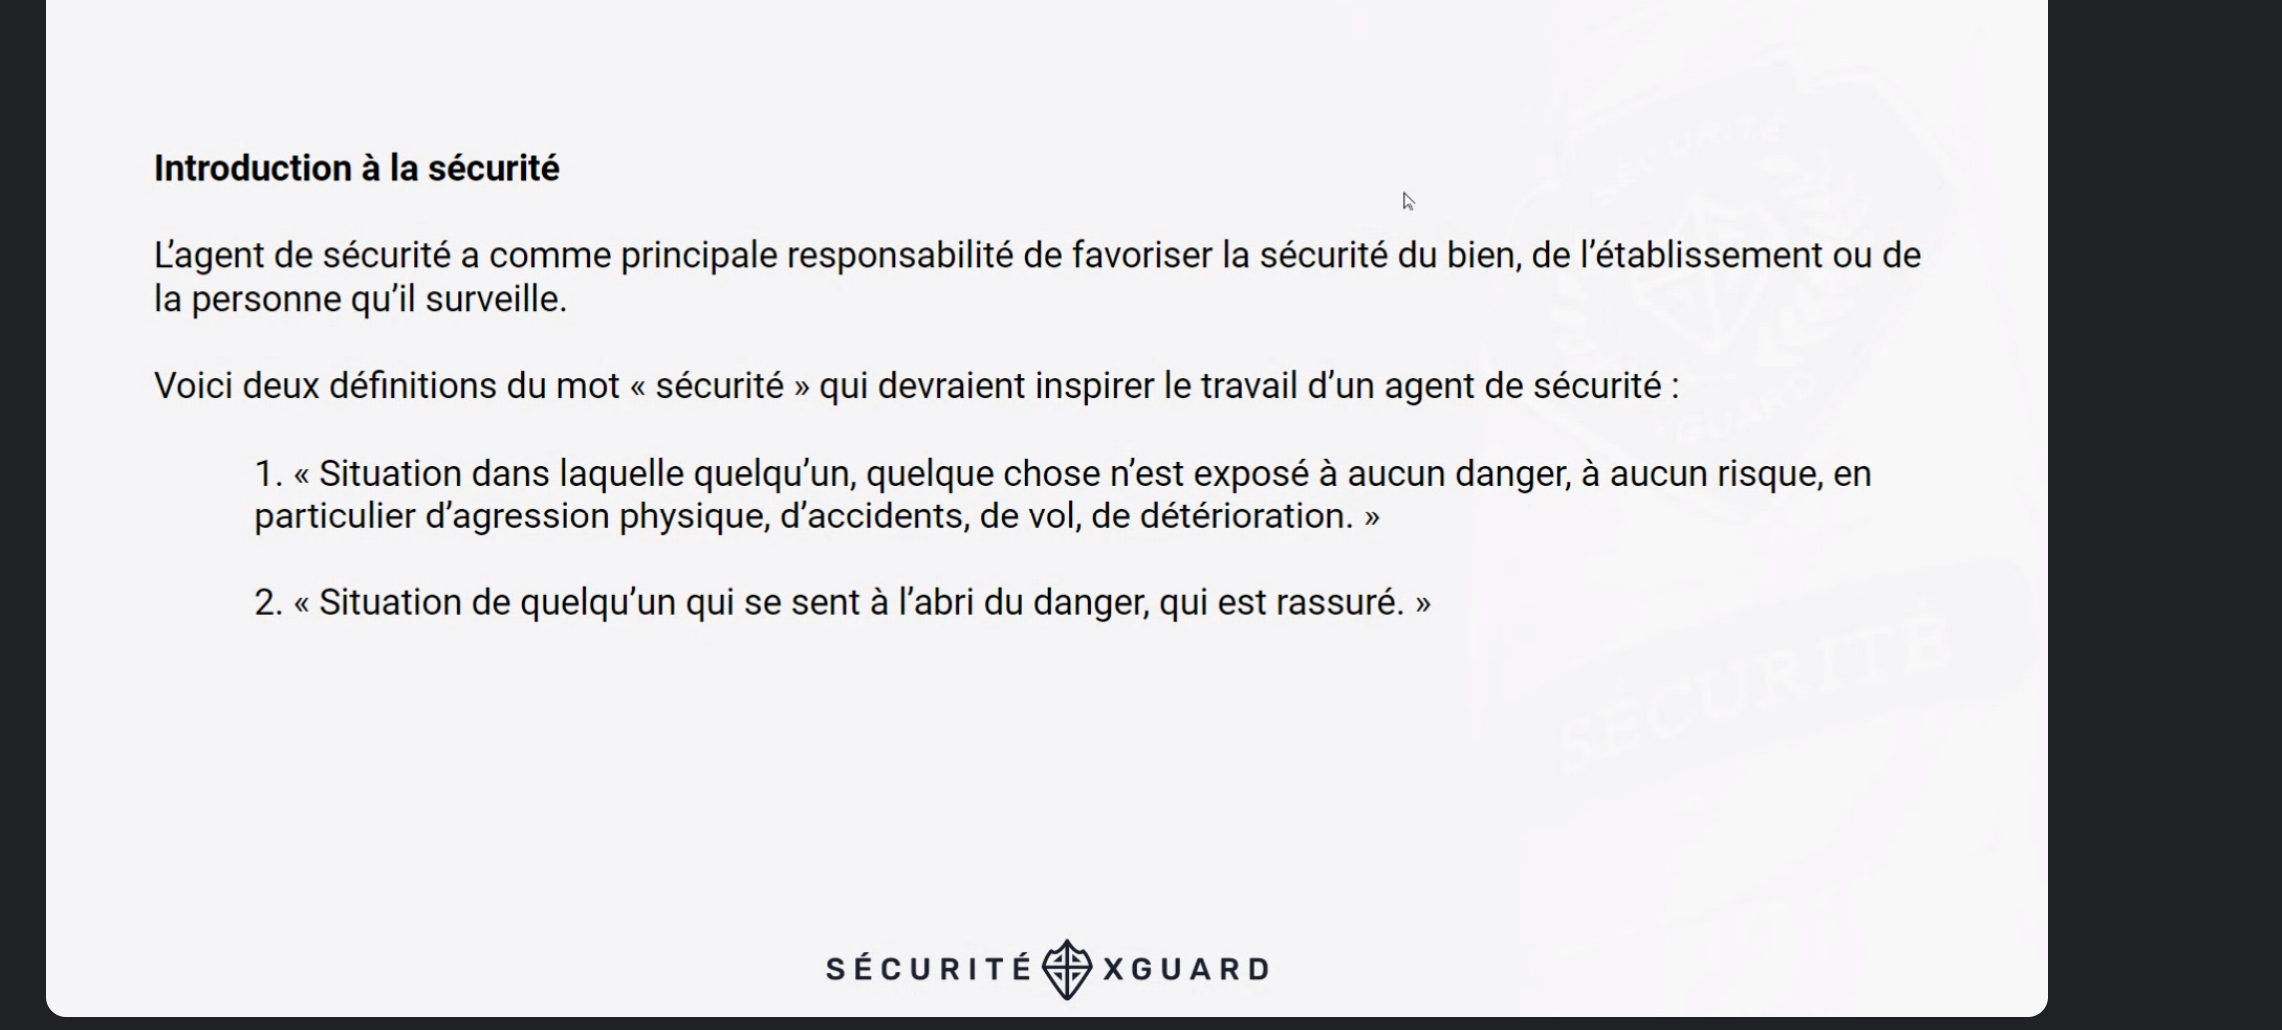 Introduction à la sécurité
L’agent de sécurité a comme principale responsabilité de favoriser la sécurité du bien, de l’établissement ou de
la personne qu’il surveille.
Voici deux définitions du mot « sécurité » qui devraient inspirer le travail d’un agent de sécurité :
1. « Situation dans laquelle quelqu’un, quelque chose n’est exposé à aucun danger, à aucun risque, en
particulier d’agression physique, d’accidents, de vol, de détérioration. »
2. « Situation de quelqu’un qui se sent à l’abri du danger, qui est rassuré. »
SÉCURITÉ
XGUARD
SÉCURITÉ
SÉCURITÉ XGUARD